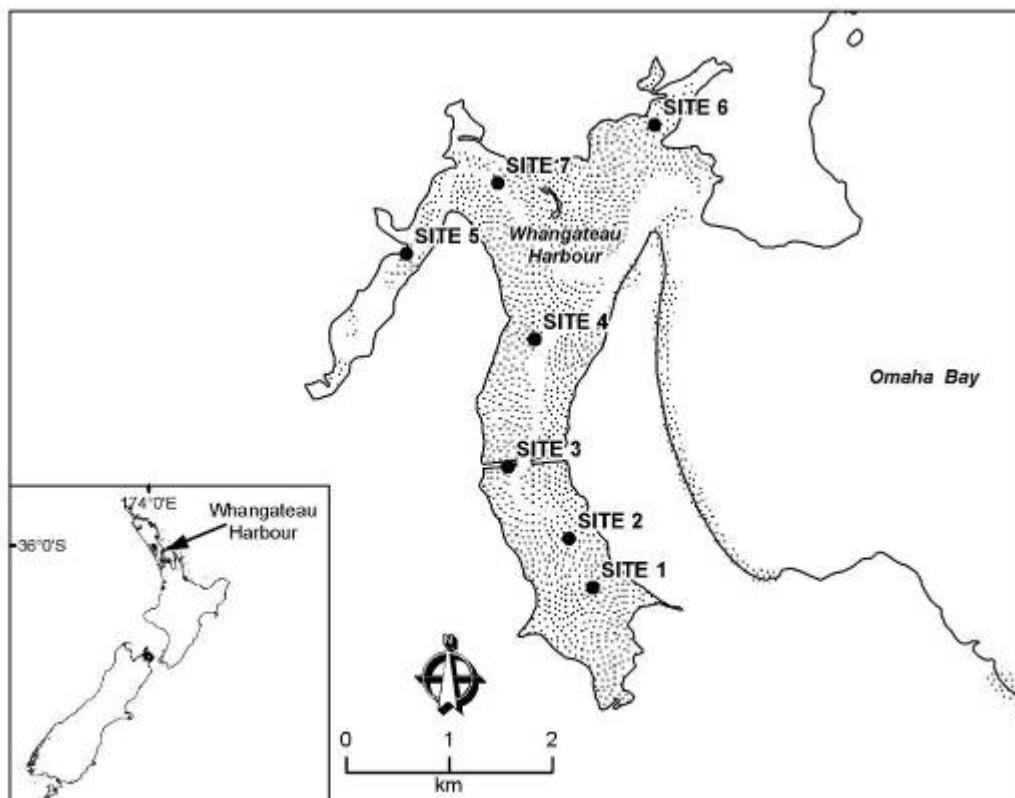 SITE 6
SITE 7
SITE 5
Whangateau
Harbour
SITE 4
Omaha Bay
SITE 3
SITE 2
SITE 1
174°0'E
Whangateau
Harbour
36°0'S
N
0 1 2
km